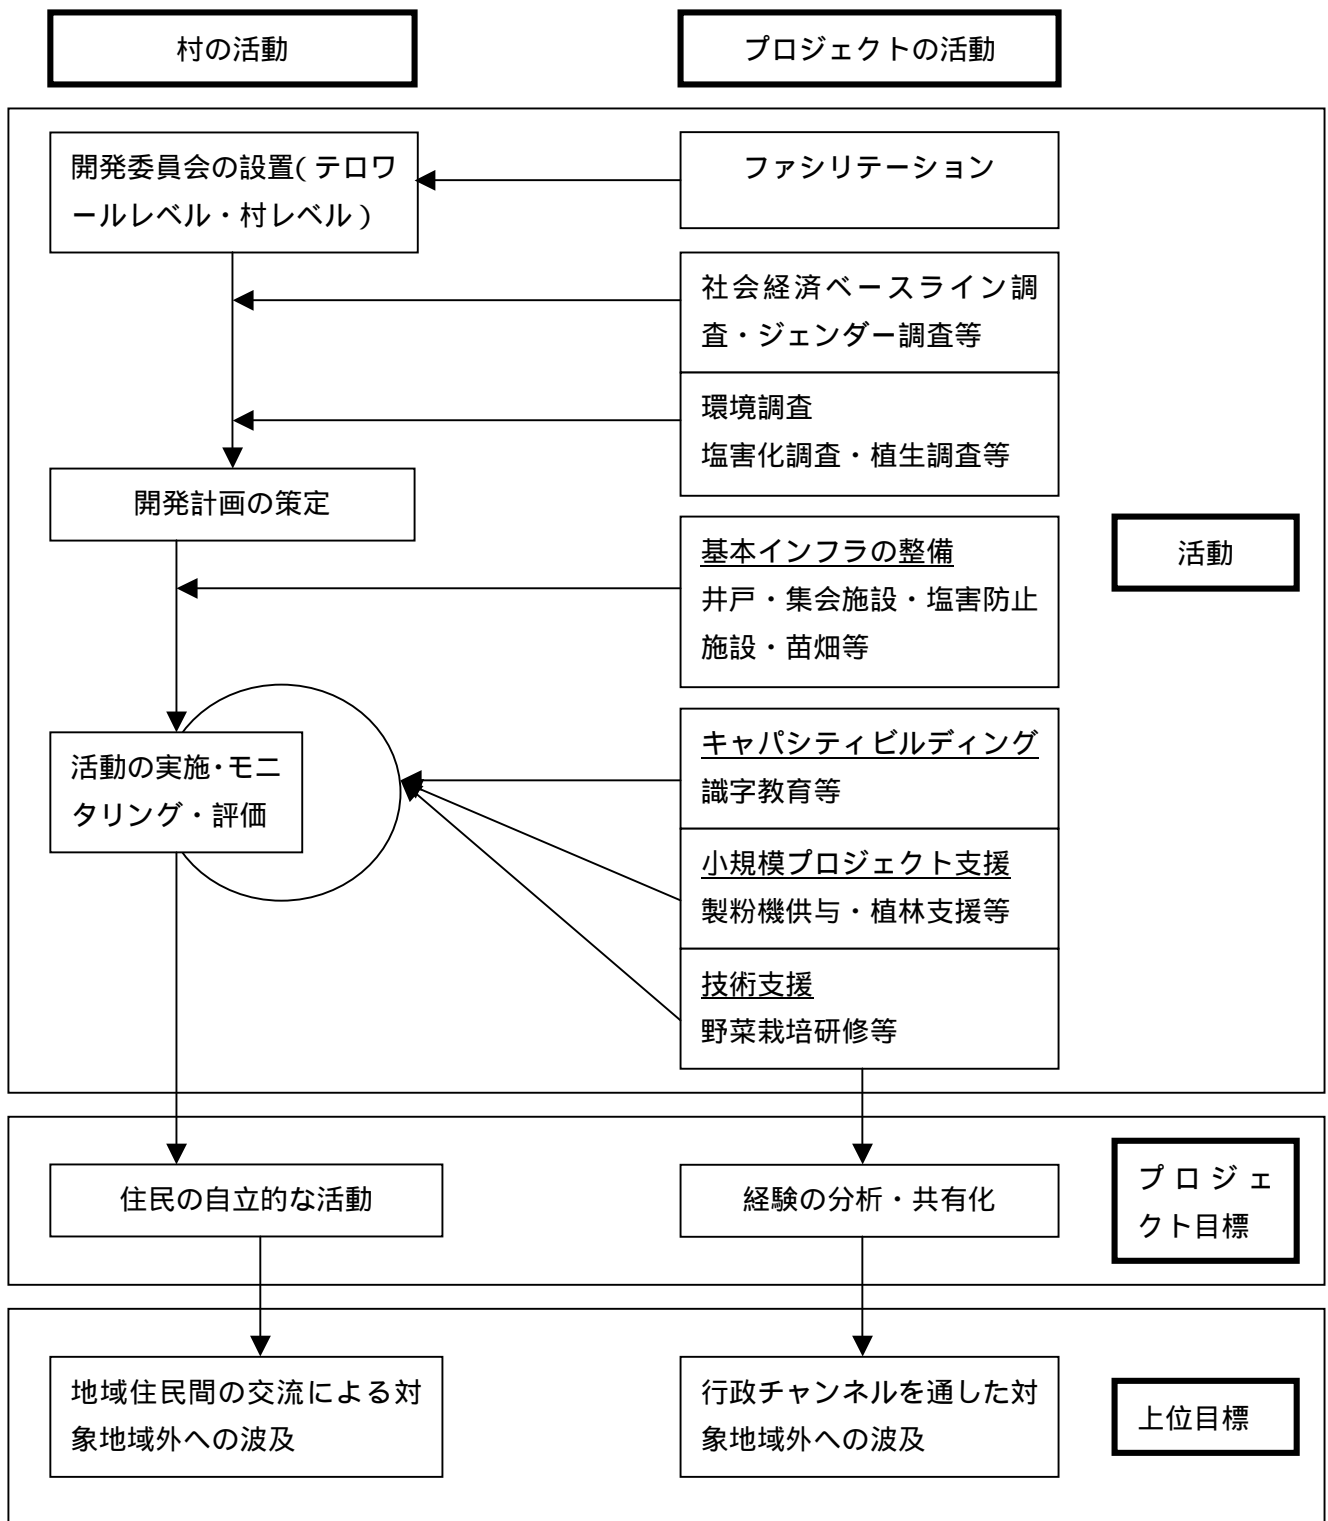 村の活動
プロジェクトの活動
開発委員会の設置(テロワ
ールレベル・村レベル)
ファシリテーション
社会経済ベースライン調
査・ジェンダー調査等
環境調査
塩害化調査・植生調査等
開発計画の策定
基本インフラの整備
井戸・集会施設・塩害防止
施設・苗畑等
活動
活動の実施・モニ
タリング・評価
キャパシティビルディング
識字教育等
小規模プロジェクト支援
製粉機供与・植林支援等
技術支援
野菜栽培研修等
住民の自立的な活動
経験の分析・共有化
プロジェ
クト目標
地域住民間の交流による対
象地域外への波及
行政チャンネルを通した対
象地域外への波及
上位目標